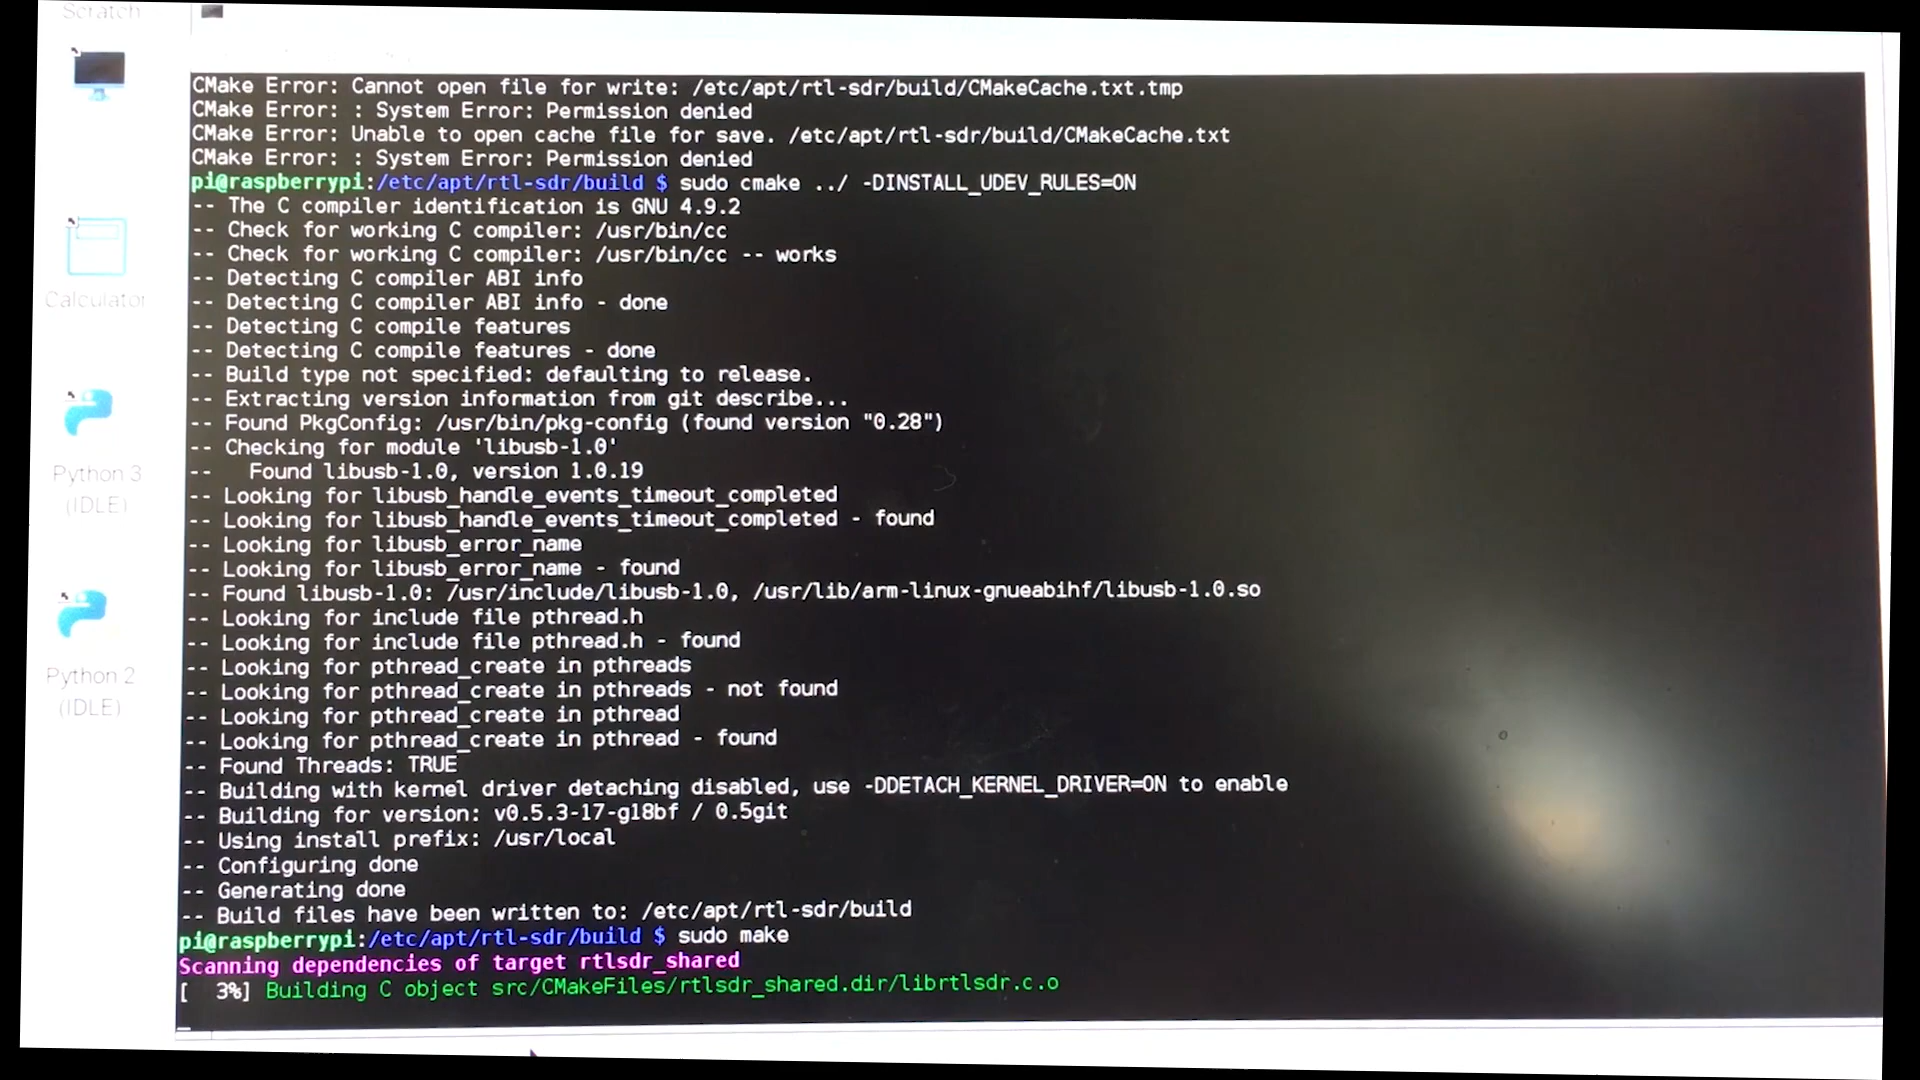 Scratch
Calculator
Python 3
(IDLE)
Python 2
(IDLE)
CMake Error: Cannot open file for write: /etc/apt/rtl-sdr/build/CMakeCache.txt.tmp
CMake Error: : System Error: Permission denied
CMake Error: Unable to open cache file for save. /etc/apt/rtl-sdr/build/CMakeCache.txt
CMake Error: : System Error: Permission denied
pi@raspberrypi:/etc/apt/rtl-sdr/build $ sudo cmake ../ -DINSTALL_UDEV_RULES=ON
-- The C compiler identification is GNU 4.9.2
-- Check for working C compiler: /usr/bin/cc
-- Check for working C compiler: /usr/bin/cc -- works
-- Detecting C compiler ABI info
-- Detecting C compiler ABI info - done
-- Detecting C compile features
-- Detecting C compile features - done
-- Build type not specified: defaulting to release.
-- Extracting version information from git describe...
-- Found PkgConfig: /usr/bin/pkg-config (found version "0.28")
-- Checking for module 'libusb-1.0'
--   Found libusb-1.0, version 1.0.19
-- Looking for libusb_handle_events_timeout_completed
-- Looking for libusb_handle_events_timeout_completed - found
-- Looking for libusb_error_name
-- Looking for libusb_error_name - found
-- Found libusb-1.0: /usr/include/libusb-1.0, /usr/lib/arm-linux-gnueabihf/libusb-1.0.so
-- Looking for include file pthread.h
-- Looking for include file pthread.h - found
-- Looking for pthread_create in pthreads
-- Looking for pthread_create in pthreads - not found
-- Looking for pthread_create in pthread
-- Looking for pthread_create in pthread - found
-- Found Threads: TRUE
-- Building with kernel driver detaching disabled, use -DDETACH_KERNEL_DRIVER=ON to enable
-- Building for version: v0.5.3-17-g18bf / 0.5git
-- Using install prefix: /usr/local
-- Configuring done
-- Generating done
-- Build files have been written to: /etc/apt/rtl-sdr/build
pi@raspberrypi:/etc/apt/rtl-sdr/build $ sudo make
Scanning dependencies of target rtlsdr_shared
[  3%] Building C object src/CMakeFiles/rtlsdr_shared.dir/librtlsdr.c.o